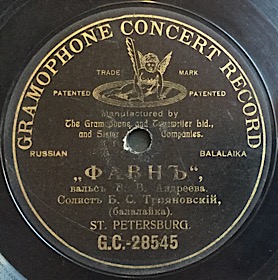 GRAMOPHONE CONCERT RECORD
TRADE MARK
PATENTED PATENTED
Manufactured by
The Gramophone and Typewriter Ltd.,
and Sister Companies.
RUSSIAN BALALAIKA
„ФАВНЪ“,
вальсъ В. В. Андреева.
Солистъ Б. С. Трояновскій,
(балалайка).
ST. PETERSBURG.
G.C.-28545